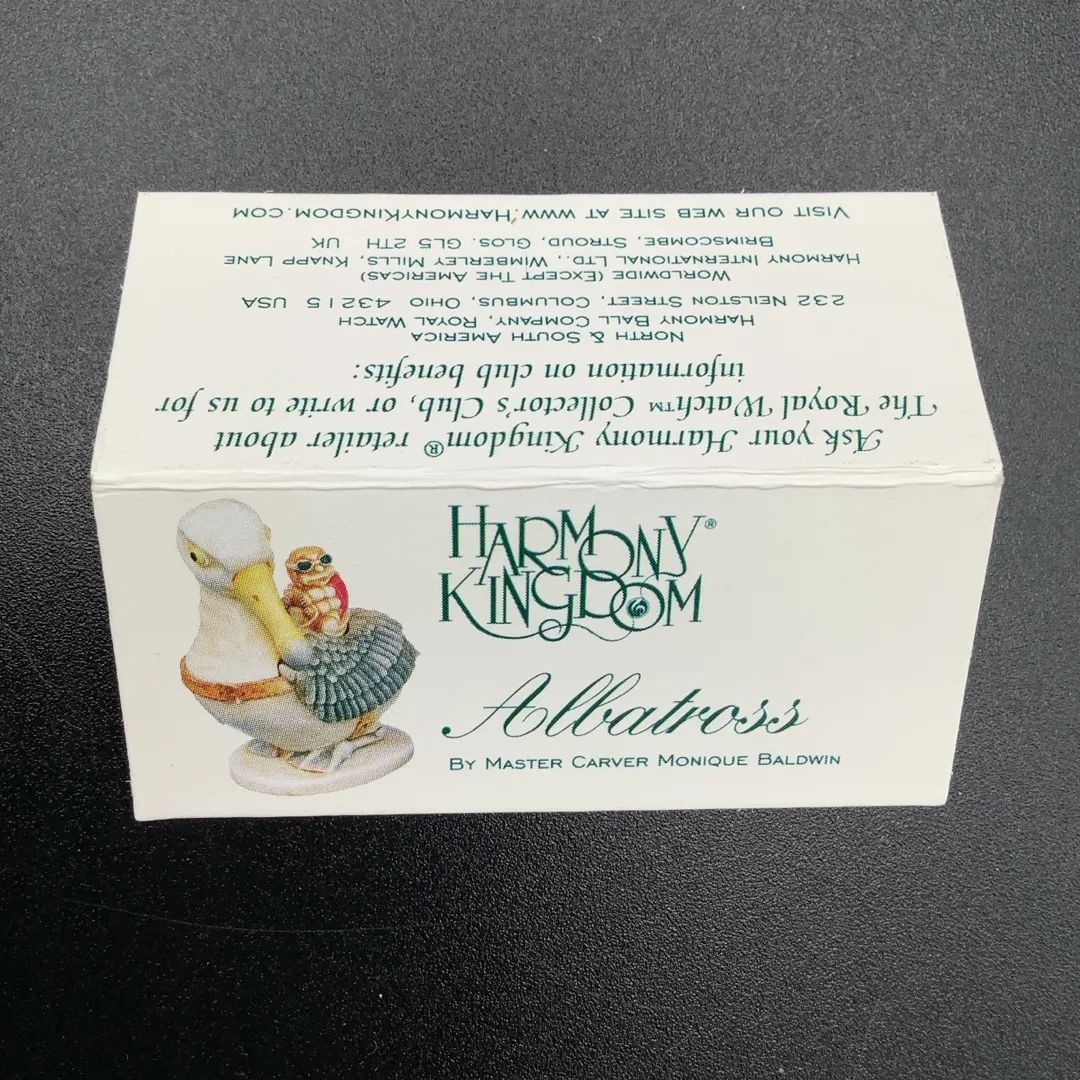 HARMONY®
KINGDOM
Albatross
BY MASTER CARVER MONIQUE BALDWIN
Ask your Harmony Kingdom® retailer about
The Royal Watch™ Collector's Club, or write to us for
information on club benefits:
NORTH & SOUTH AMERICA
HARMONY BALL COMPANY, ROYAL WATCH
232 NEILSTON STREET, COLUMBUS, OHIO 43215 USA
WORLDWIDE (EXCEPT THE AMERICAS)
HARMONY INTERNATIONAL LTD., WIMBERLEY MILLS, KNAPP LANE
BRIMSCOMBE, STROUD, GLOS. GL5 2TH UK
VISIT OUR WEB SITE AT WWW.HARMONYKINGDOM.COM